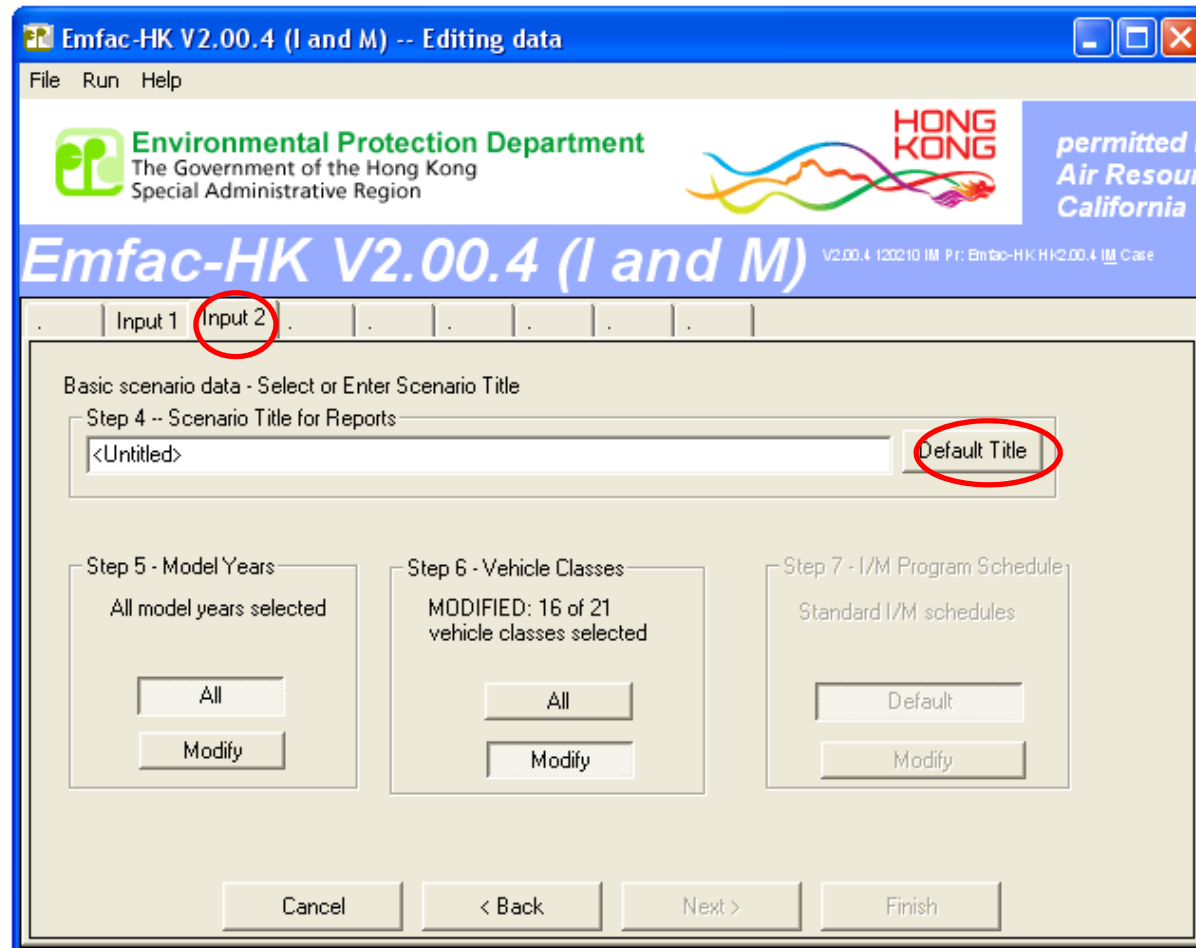 Emfac-HK V2.00.4 (I and M) -- Editing data
File Run Help
Environmental Protection Department
The Government of the Hong Kong
Special Administrative Region
HONG
KONG
permitted
Air Resour
California
Emfac-HK V2.00.4 (I and M)
V2.00.4 120210 IM Pr: Emfac-HK HK2.00.4 IM Case
. Input 1 Input 2 . . . . . .
Basic scenario data - Select or Enter Scenario Title
Step 4 -- Scenario Title for Reports
<Untitled>
Default Title
Step 5 - Model Years
All model years selected
All
Modify
Step 6 - Vehicle Classes
MODIFIED: 16 of 21
vehicle classes selected
All
Modify
Step 7 - I/M Program Schedule
Standard I/M schedules
Default
Modify
Cancel
< Back
Next >
Finish